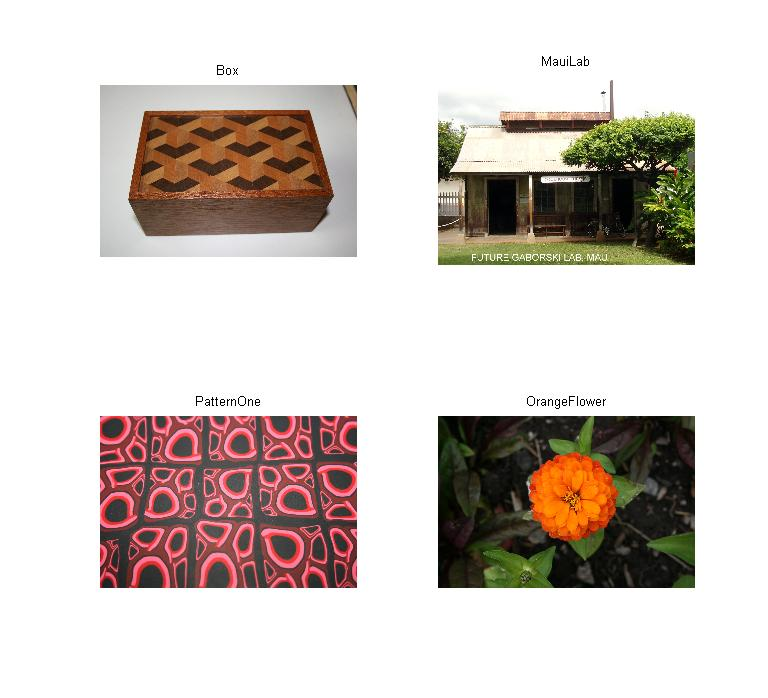 Box
MauiLab
FUTURE GABORSKI LAB, MAUI
PatternOne
OrangeFlower